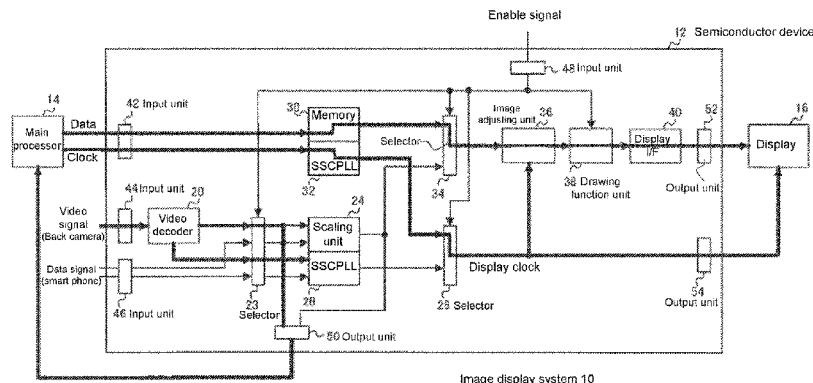 Enable signal
12 Semiconductor device
48 Input unit
14
42 Input unit
30
Memory
Image adjusting unit
36
40
52
16
Data
Main processor
Clock
Selector
Display I/F
Display
SSCPLL
32
34
38 Drawing function unit
Output unit
44 Input unit
20
24
Video signal (Back camera)
Video decoder
Scaling unit
Display clock
Data signal (smart phone)
SSCPLL
54
46 Input unit
23
Selector
28
26 Selector
Output unit
50 Output unit
Image display system 10